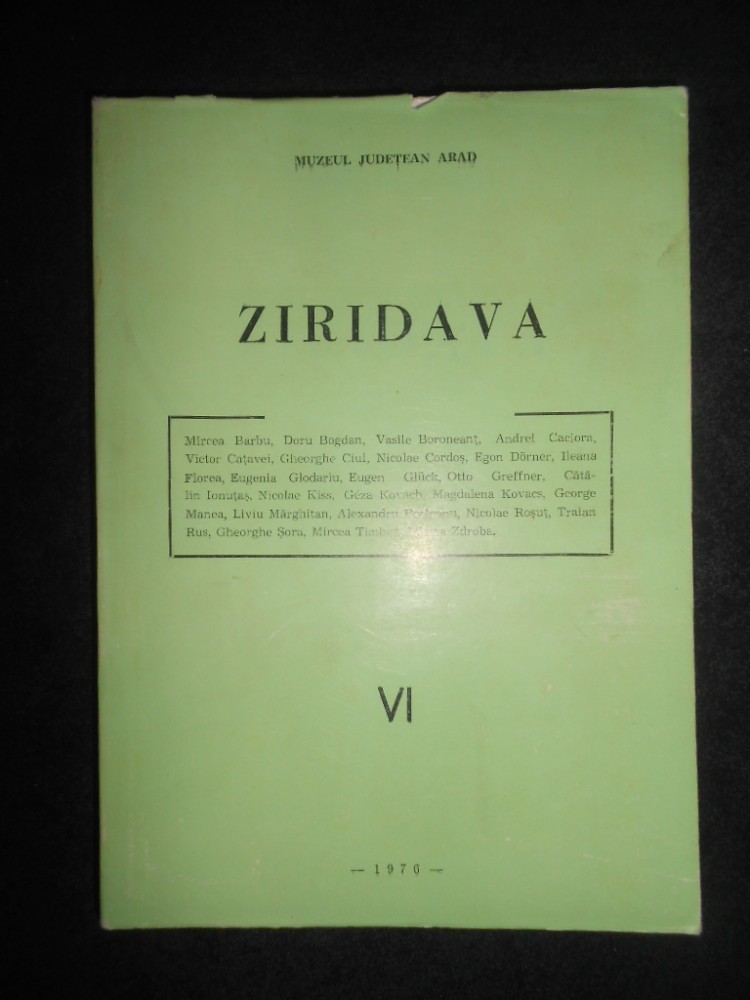 MUZEUL JUDEȚEAN ARAD
ZIRIDAVA
Mircea Barbu, Doru Bogdan, Vasile Boroneanț, Andrei Caciora,
Victor Cațavei, Gheorghe Ciul, Nicolae Cordoș, Egon Dörner, Ileana
Florea, Eugenia Glodariu, Eugen Glück, Otto Greffner, Cătă-
lin Ionuțaș, Nicolae Kiss, Géza Kovach, Magdalena Kovacs, George
Manea, Liviu Mărghitan, Alexandru Nicolae Roșuț, Traian
Rus, Gheorghe Șora, Mircea Zdroba.
VI
— 1976 —